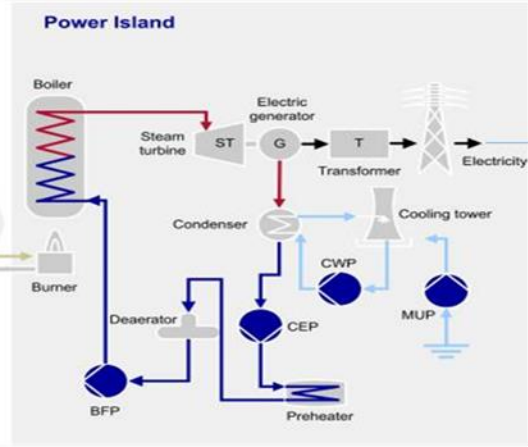 Power Island
Boiler
Electric
generator
Steam
turbine
ST
G
T
Transformer
Electricity
Condenser
Cooling tower
CWP
Burner
Deaerator
CEP
MUP
BFP
Preheater